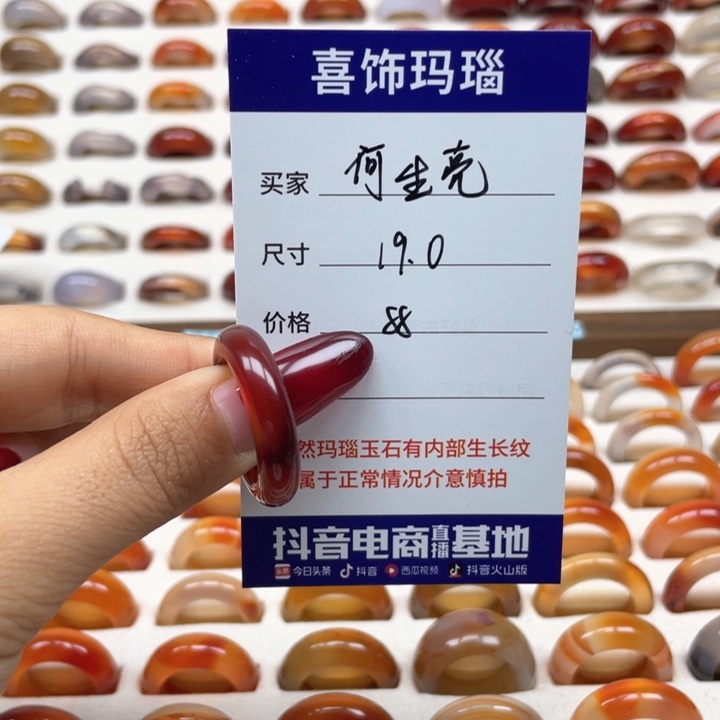 喜饰玛瑙
买家 何生亮
尺寸 19.0
价格 88
然玛瑙玉石有内部生长纹
属于正常情况介意慎拍
抖音电商直播基地
头条 今日头条 抖音 西瓜视频 抖音火山版